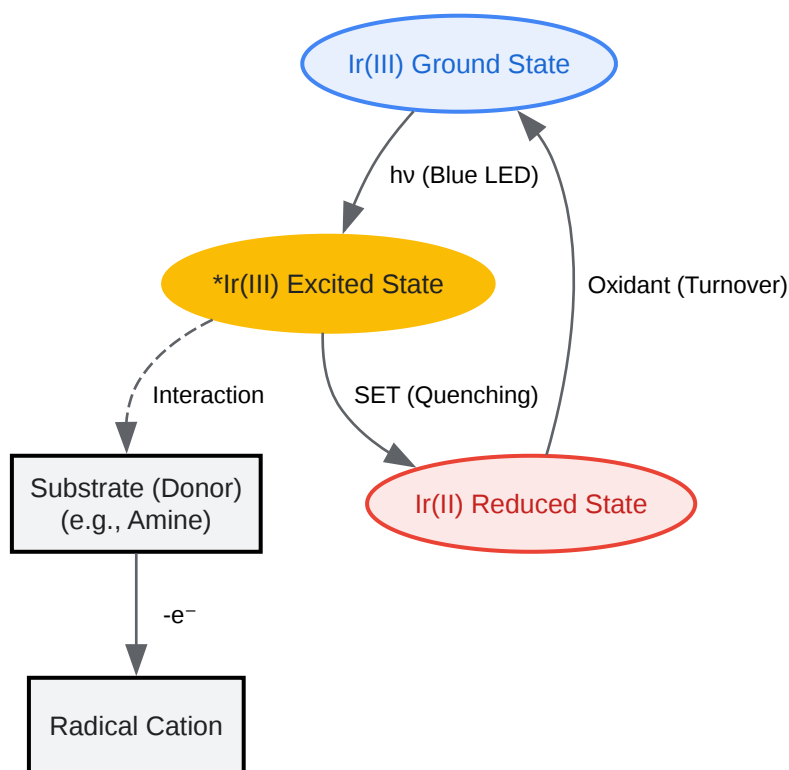 Ir(III) Ground State
hν (Blue LED)
*Ir(III) Excited State
Oxidant (Turnover)
Interaction
SET (Quenching)
Substrate (Donor)
(e.g., Amine)
Ir(II) Reduced State
-e⁻
Radical Cation